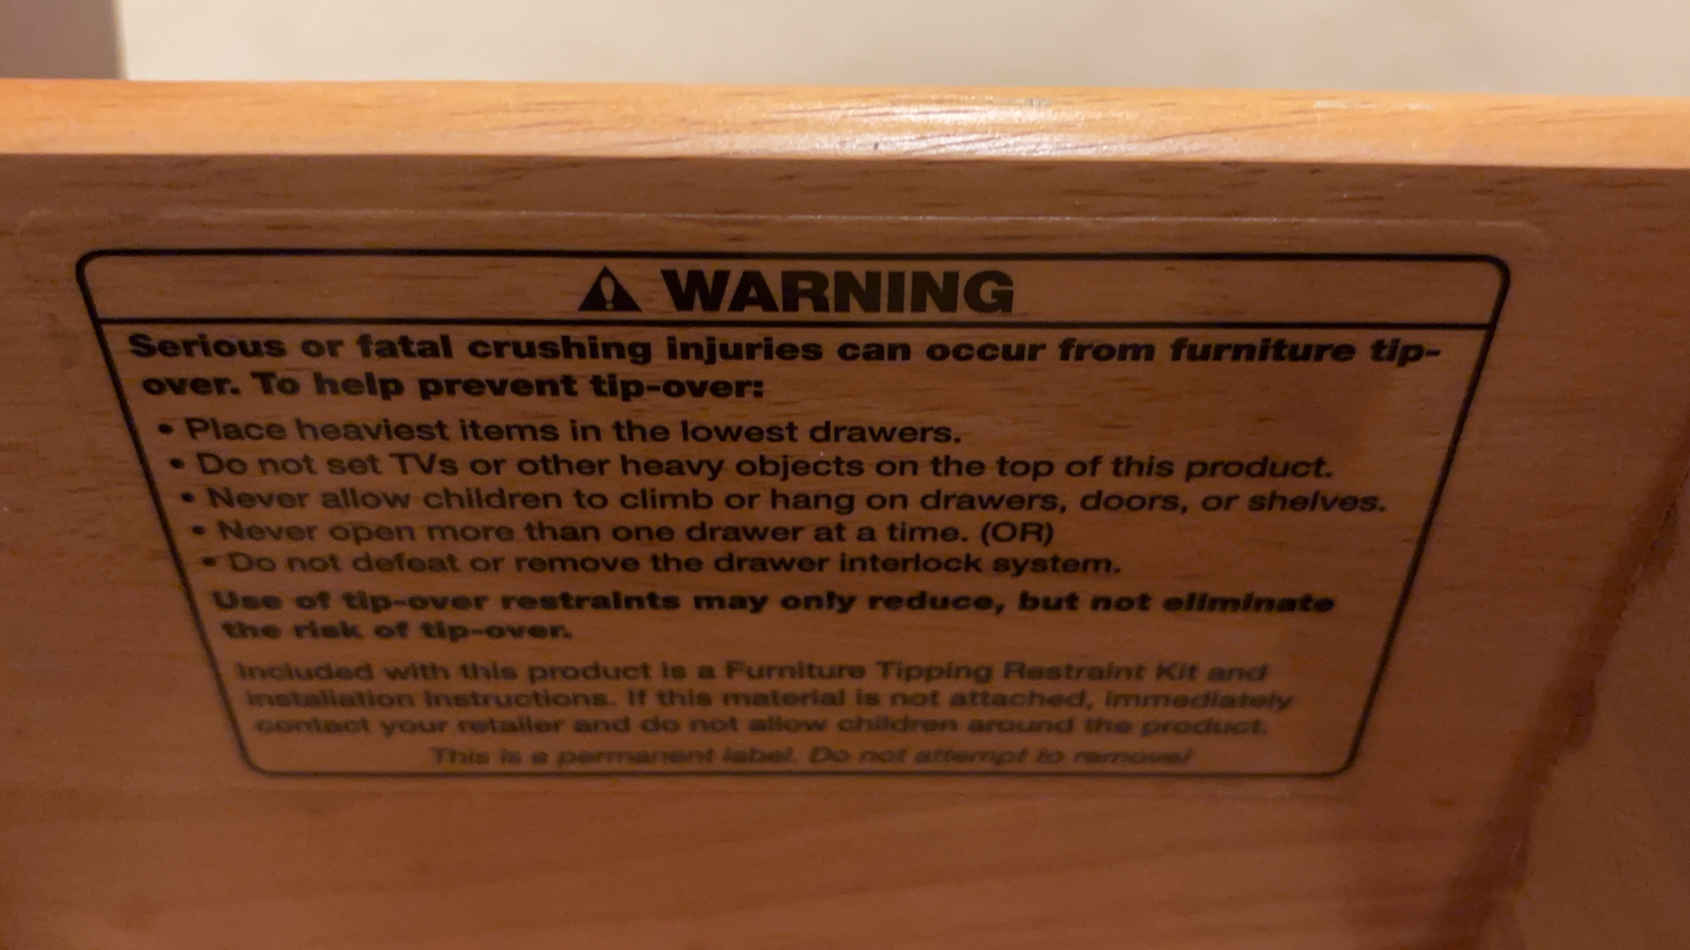 WARNING
Serious or fatal crushing injuries can occur from furniture tip-
over. To help prevent tip-over:
• Place heaviest items in the lowest drawers.
• Do not set TVs or other heavy objects on the top of this product.
• Never allow children to climb or hang on drawers, doors, or shelves.
• Never open more than one drawer at a time. (OR)
• Do not defeat or remove the drawer interlock system.
Use of tip-over restraints may only reduce, but not eliminate
the risk of tip-over.
Included with this product is a Furniture Tipping Restraint Kit and
Installation Instructions. If this material is not attached, immediately
contact your retailer and do not allow children around the product.
This is a permanent label. Do not attempt to remove!